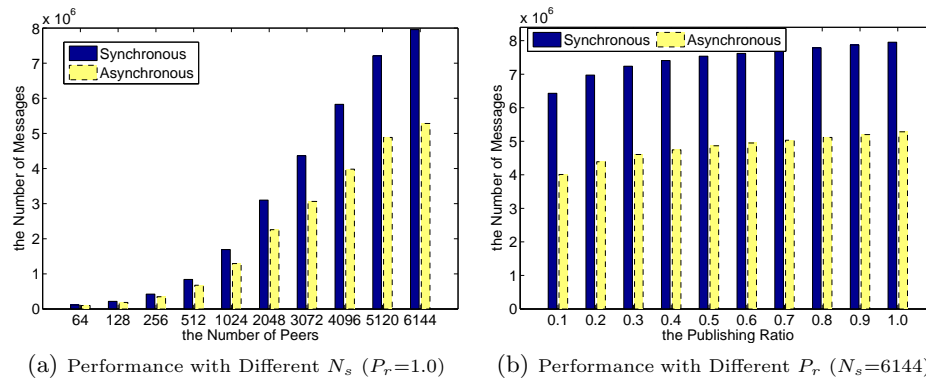 x 10^6
8
7
6
5
4
3
2
1
0
the Number of Messages
Synchronous
Asynchronous
64 128 256 512 1024 2048 3072 4096 5120 6144
the Number of Peers
(a) Performance with Different N_s (P_r=1.0)
x 10^6
8
7
6
5
4
3
2
1
0
the Number of Messages
Synchronous Asynchronous
0.1 0.2 0.3 0.4 0.5 0.6 0.7 0.8 0.9 1.0
the Publishing Ratio
(b) Performance with Different P_r (N_s=6144)